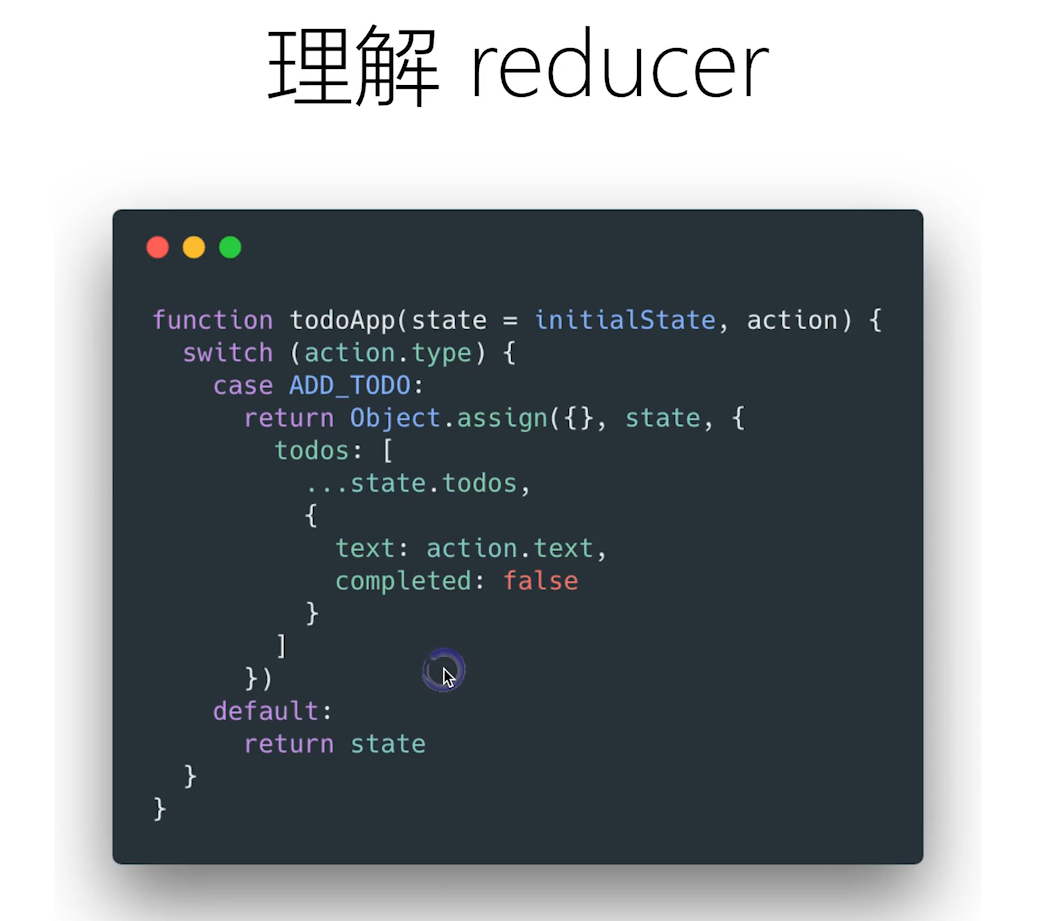 理解 reducer
function todoApp(state = initialState, action) {
  switch (action.type) {
    case ADD_TODO:
      return Object.assign({}, state, {
        todos: [
          ...state.todos,
          {
            text: action.text,
            completed: false
          }
        ]
      })
    default:
      return state
  }
}